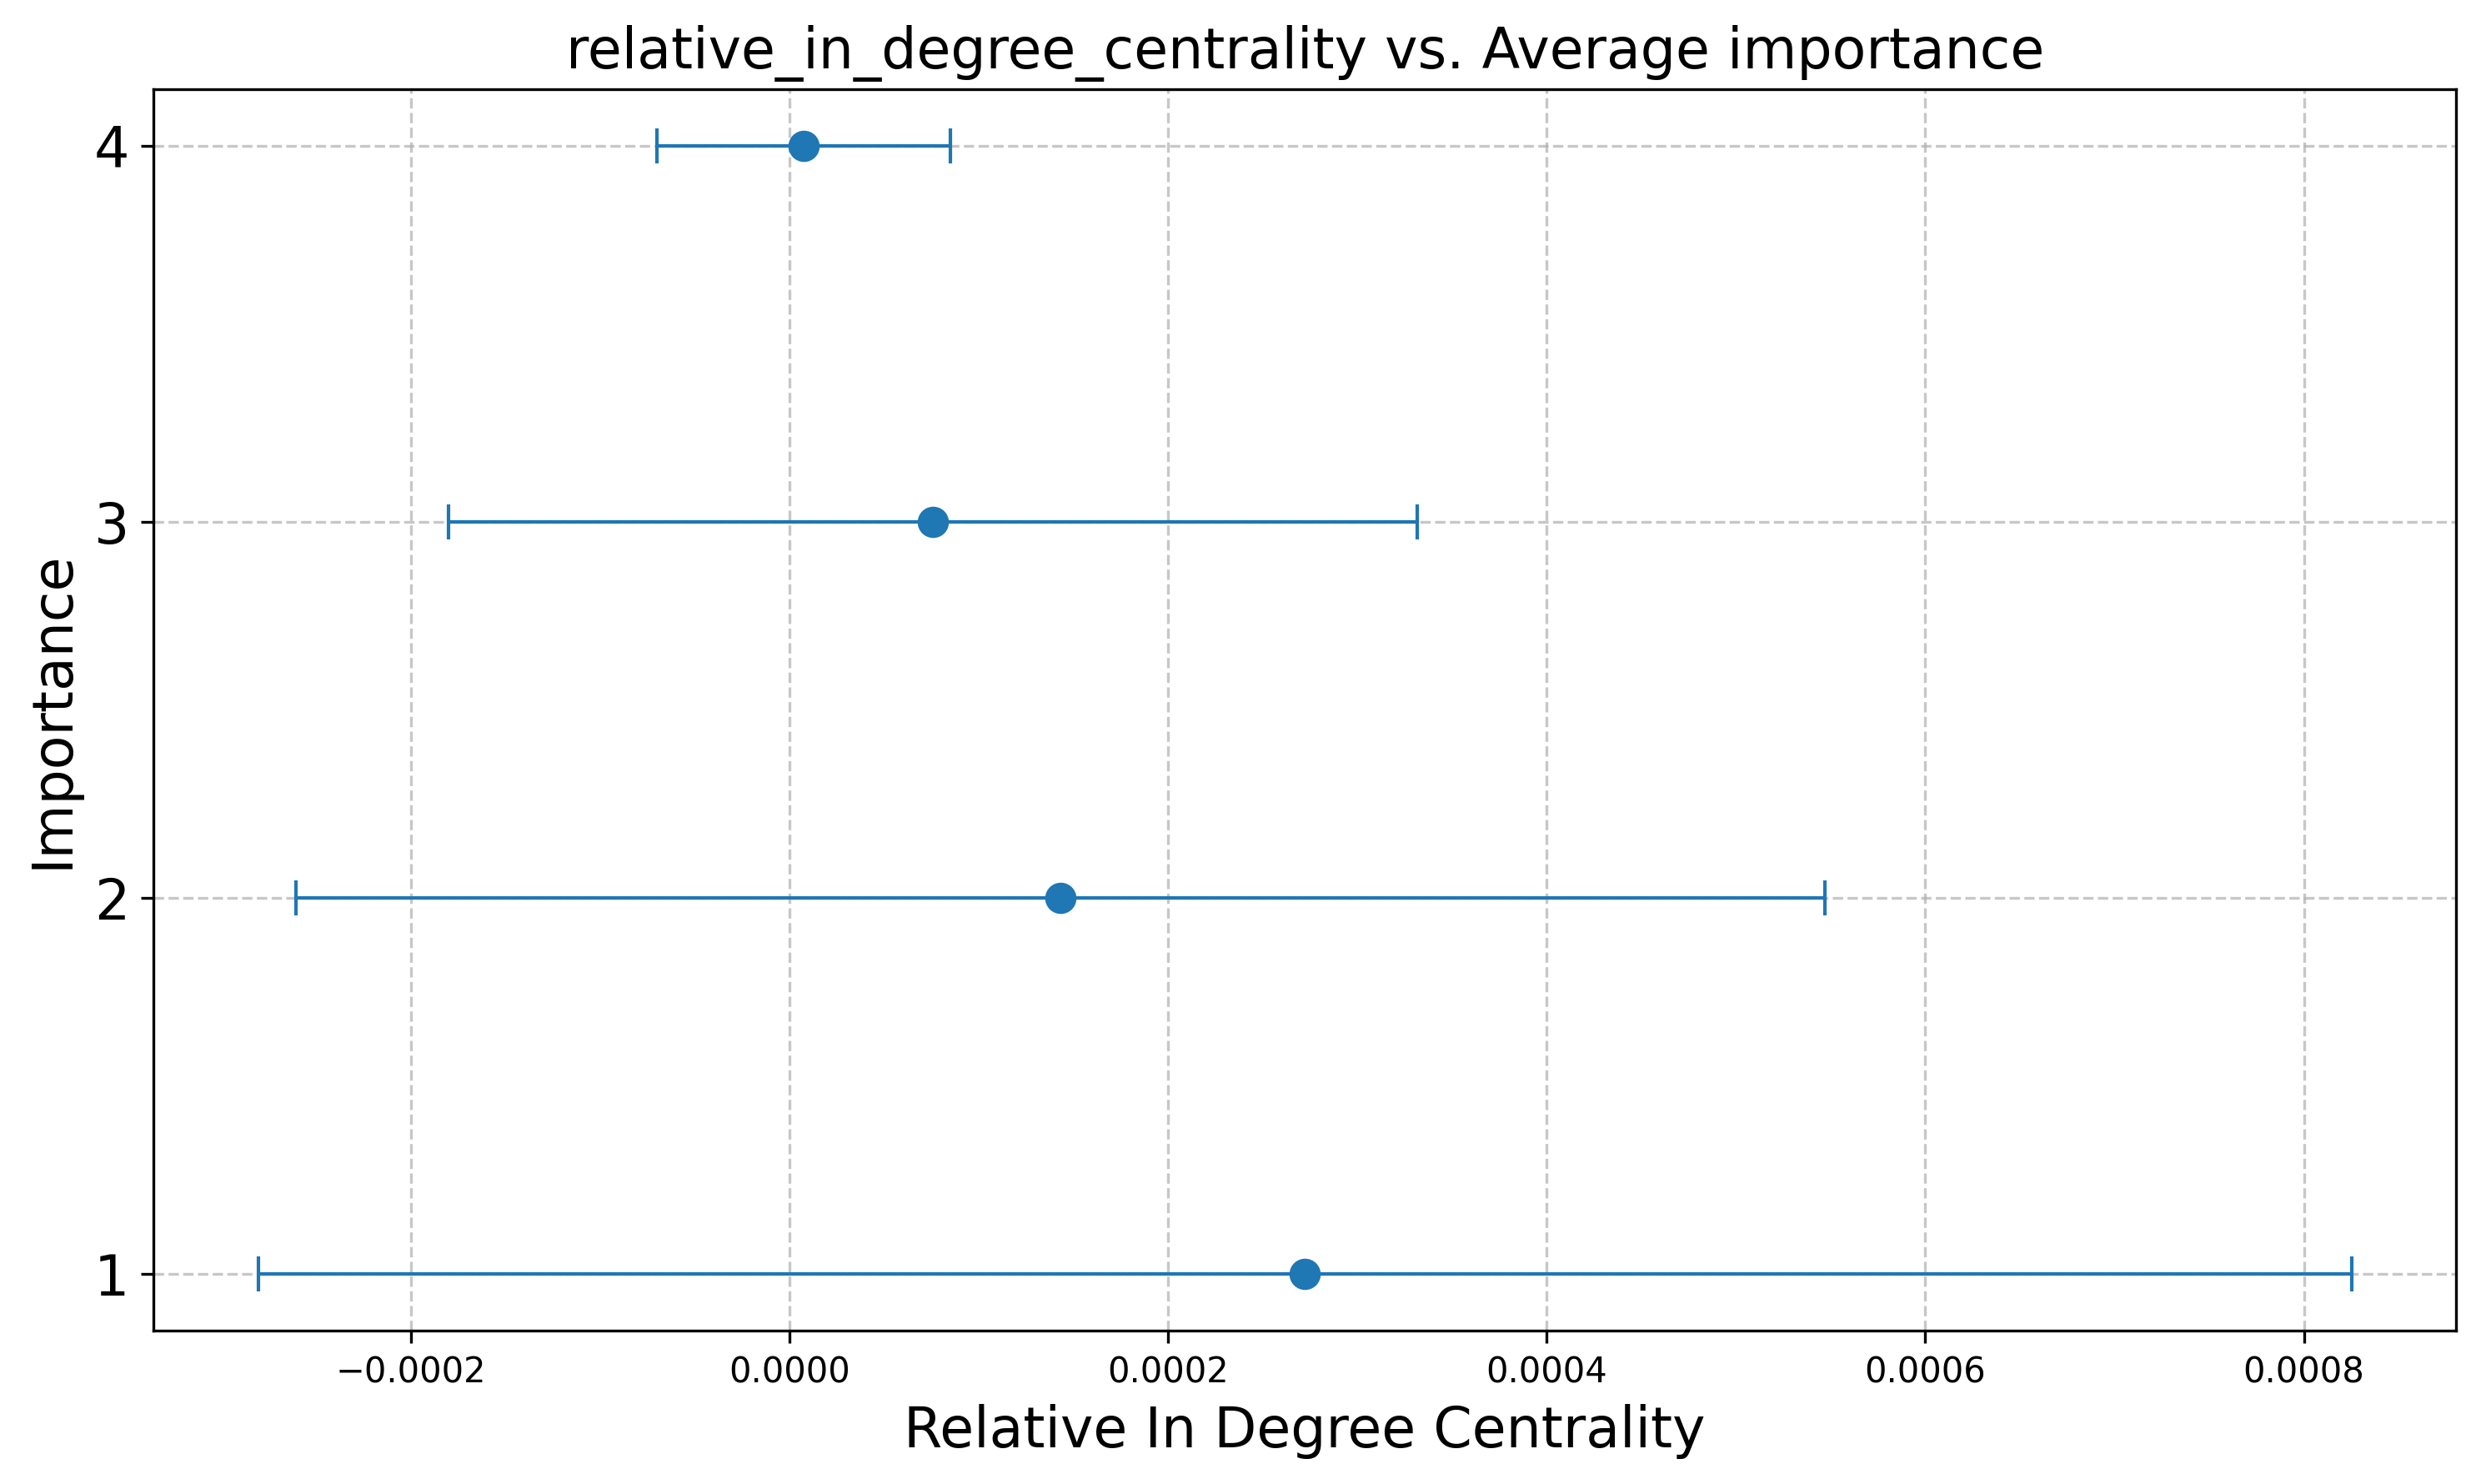 relative_in_degree_centrality vs. Average importance
4
3
2
1
Importance
−0.0002 0.0000 0.0002 0.0004 0.0006 0.0008
Relative In Degree Centrality